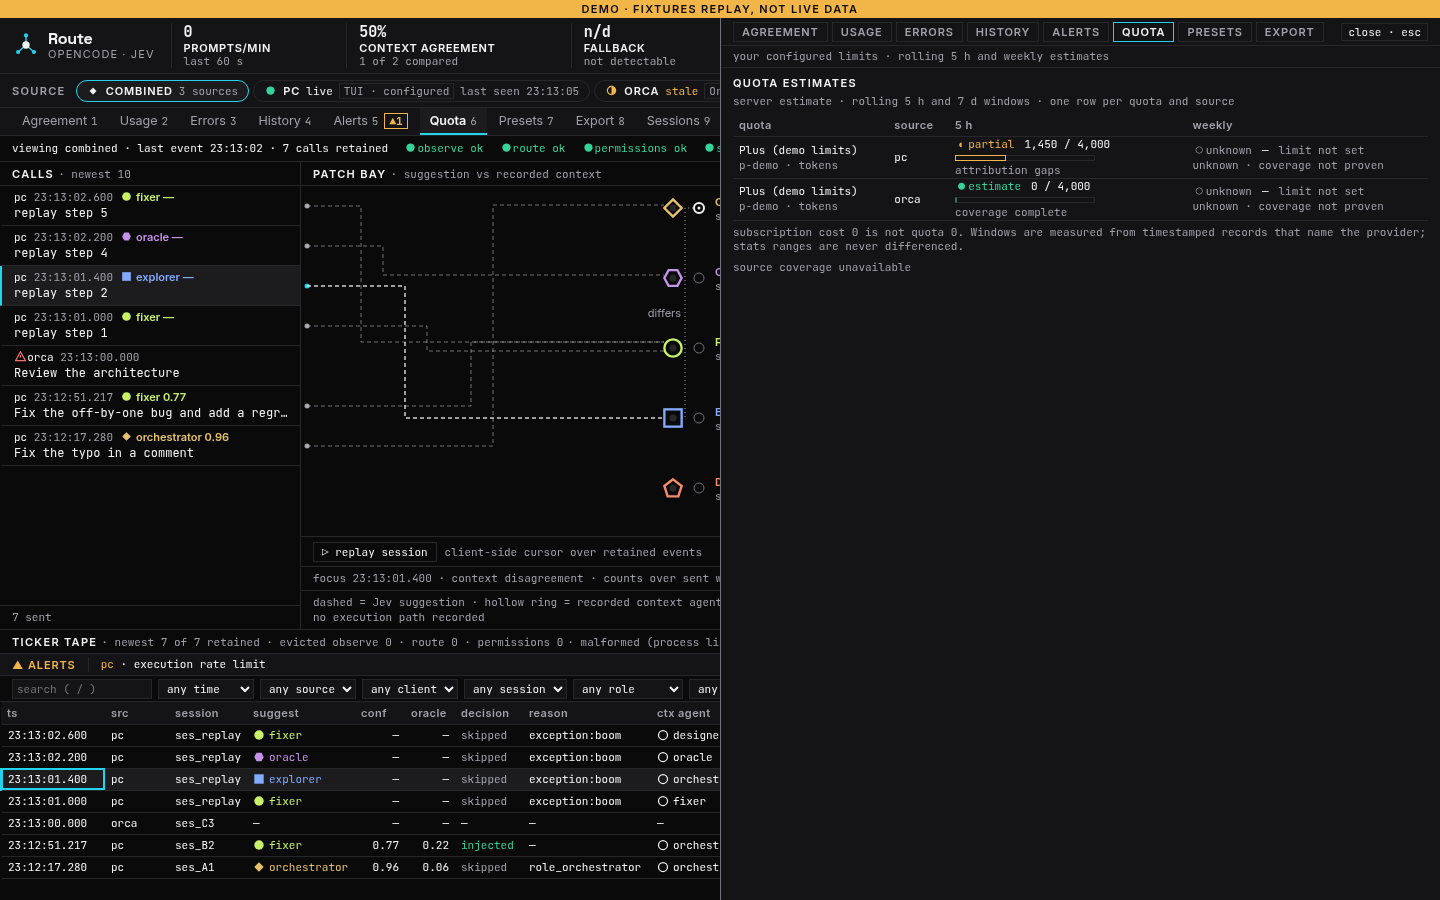 DEMO · FIXTURES REPLAY, NOT LIVE DATA
Route
OPENCODE · JEV
0
PROMPTS/MIN
last 60 s
50%
CONTEXT AGREEMENT
1 of 2 compared
n/d
FALLBACK
not detectable
SOURCE
COMBINED 3 sources
PC live TUI · configured last seen 23:13:05
ORCA stale
Agreement 1
Usage 2
Errors 3
History 4
Alerts 5 ▲1
Quota 6
Presets 7
Export 8
Sessions 9
viewing combined · last event 23:13:02 · 7 calls retained
observe ok
route ok
permissions ok
CALLS · newest 10
pc 23:13:02.600 fixer —
replay step 5
pc 23:13:02.200 oracle —
replay step 4
pc 23:13:01.400 explorer —
replay step 2
pc 23:13:01.000 fixer —
replay step 1
orca 23:13:00.000
Review the architecture
pc 23:12:51.217 fixer 0.77
Fix the off-by-one bug and add a regr…
pc 23:12:17.280 orchestrator 0.96
Fix the typo in a comment
7 sent
PATCH BAY · suggestion vs recorded context
differs
▷ replay session client-side cursor over retained events
focus 23:13:01.400 · context disagreement · counts over sent w
dashed = Jev suggestion · hollow ring = recorded context agent
no execution path recorded
TICKER TAPE · newest 7 of 7 retained · evicted observe 0 · route 0 · permissions 0 · malformed (process li
▲ ALERTS pc · execution rate limit
search ( / ) any time any source any client any session any role any
ts src session suggest conf oracle decision reason ctx agent
23:13:02.600 pc ses_replay fixer — — skipped exception:boom designe
23:13:02.200 pc ses_replay oracle — — skipped exception:boom oracle
23:13:01.400 pc ses_replay explorer — — skipped exception:boom orchest
23:13:01.000 pc ses_replay fixer — — skipped exception:boom fixer
23:13:00.000 orca ses_C3 — — — — — —
23:12:51.217 pc ses_B2 fixer 0.77 0.22 injected — orchest
23:12:17.280 pc ses_A1 orchestrator 0.96 0.06 skipped role_orchestrator orchest
AGREEMENT USAGE ERRORS HISTORY ALERTS QUOTA PRESETS EXPORT close · esc
your configured limits · rolling 5 h and weekly estimates
QUOTA ESTIMATES
server estimate · rolling 5 h and 7 d windows · one row per quota and source
quota source 5 h weekly
Plus (demo limits)
p-demo · tokens
pc
partial 1,450 / 4,000
attribution gaps
unknown — limit not set
unknown · coverage not proven
Plus (demo limits)
p-demo · tokens
orca
estimate 0 / 4,000
coverage complete
unknown — limit not set
unknown · coverage not proven
subscription cost 0 is not quota 0. Windows are measured from timestamped records that name the provider;
stats ranges are never differenced.
source coverage unavailable